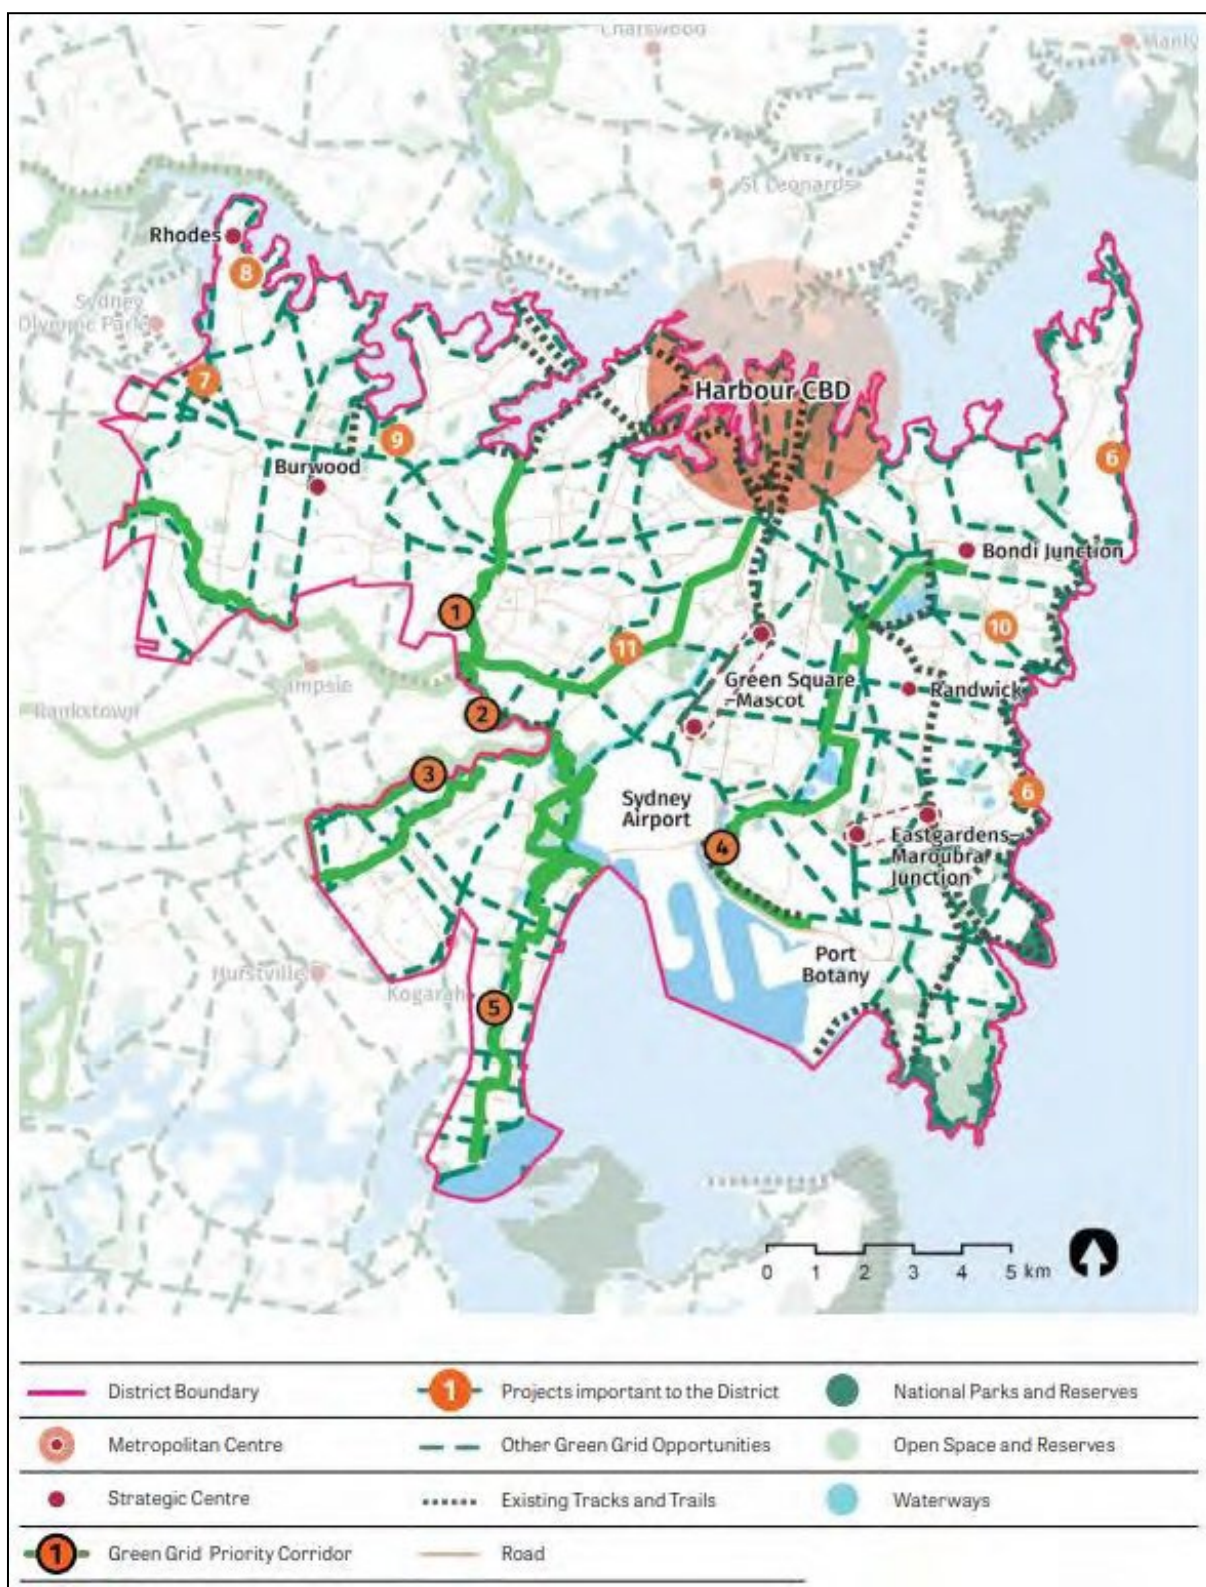 Chatswood
Manly
St Leonards
Rhodes
8
Sydney
Olympic Park
7
Harbour CBD
9
6
Burwood
Bondi Junction
1
10
11
Campsie
Green Square
–Mascot
Randwick
Bankstown
2
3
6
Sydney
Airport
4
Eastgardens–
Maroubra
Junction
Port
Botany
Hurstville
Kogarah
5
0 1 2 3 4 5 km
District Boundary
1 Projects important to the District
National Parks and Reserves
Metropolitan Centre
Other Green Grid Opportunities
Open Space and Reserves
Strategic Centre
Existing Tracks and Trails
Waterways
1 Green Grid Priority Corridor
Road